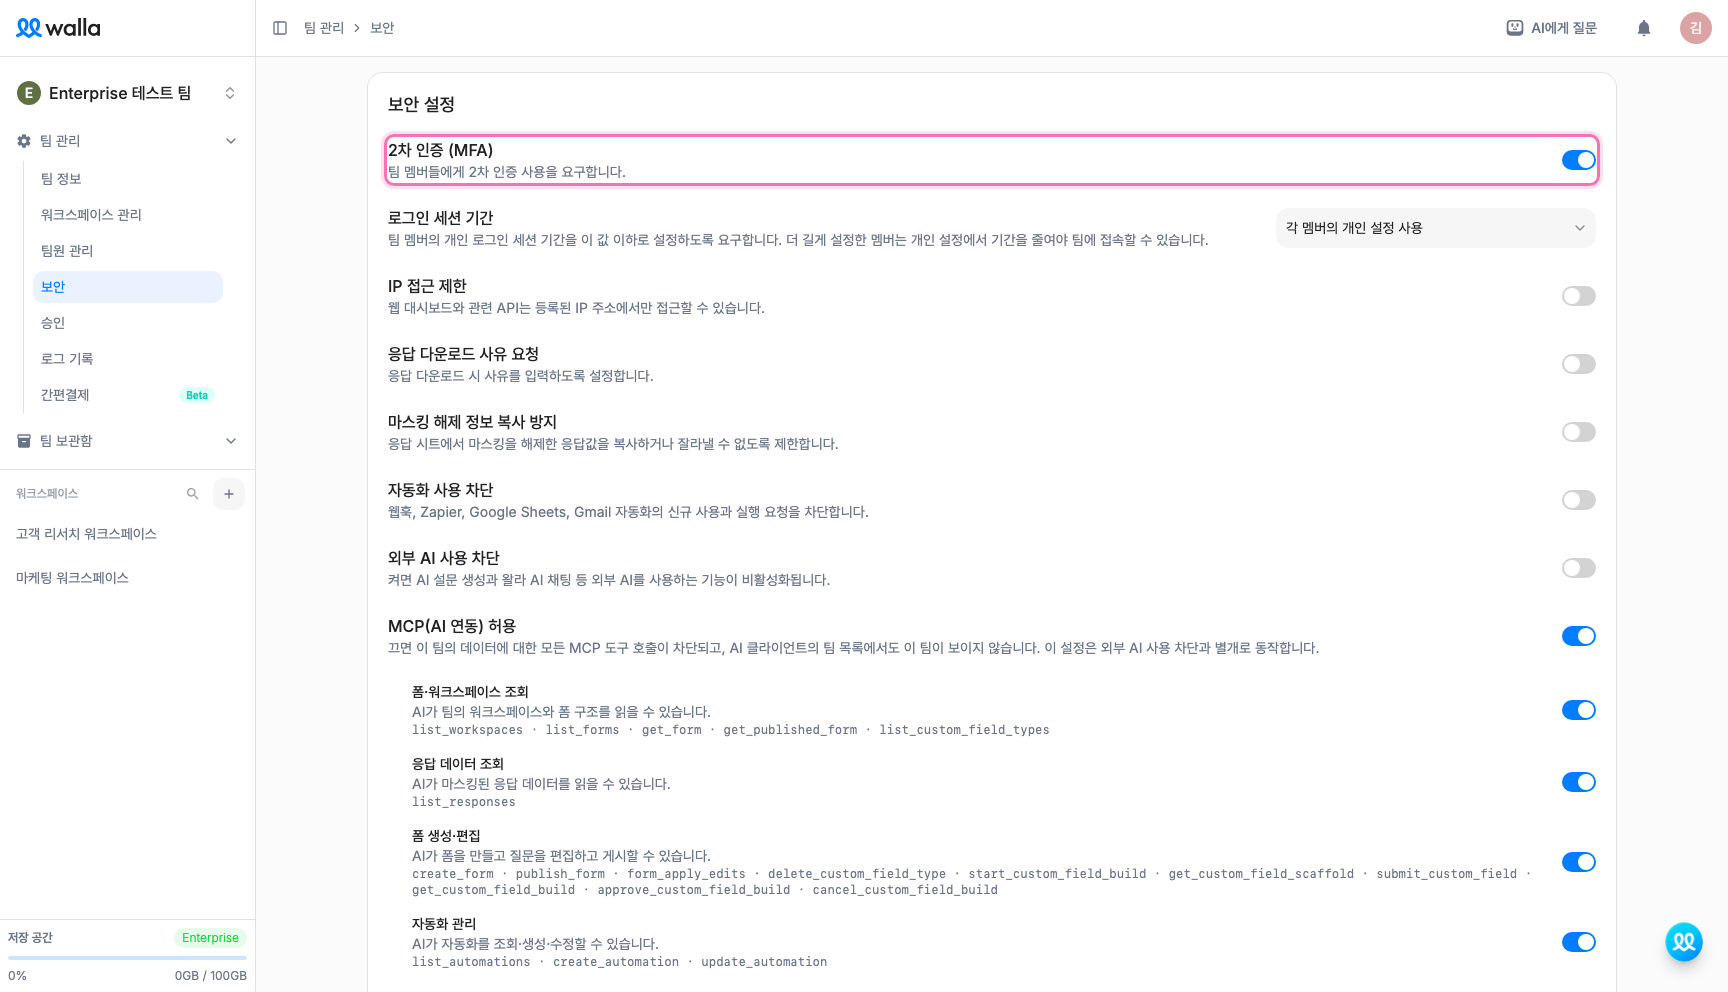 walla
팀 관리 > 보안
AI에게 질문
김
E Enterprise 테스트 팀
팀 관리
팀 정보
워크스페이스 관리
팀원 관리
보안
승인
로그 기록
간편결제 Beta
팀 보관함
워크스페이스
고객 리서치 워크스페이스
마케팅 워크스페이스
저장 공간 Enterprise
0% 0GB / 100GB
보안 설정
2차 인증 (MFA)
팀 멤버들에게 2차 인증 사용을 요구합니다.
로그인 세션 기간
팀 멤버의 개인 로그인 세션 기간을 이 값 이하로 설정하도록 요구합니다. 더 길게 설정한 멤버는 개인 설정에서 기간을 줄여야 팀에 접속할 수 있습니다.
각 멤버의 개인 설정 사용
IP 접근 제한
웹 대시보드와 관련 API는 등록된 IP 주소에서만 접근할 수 있습니다.
응답 다운로드 사유 요청
응답 다운로드 시 사유를 입력하도록 설정합니다.
마스킹 해제 정보 복사 방지
응답 시트에서 마스킹을 해제한 응답값을 복사하거나 잘라낼 수 없도록 제한합니다.
자동화 사용 차단
웹훅, Zapier, Google Sheets, Gmail 자동화의 신규 사용과 실행 요청을 차단합니다.
외부 AI 사용 차단
켜면 AI 설문 생성과 왈라 AI 채팅 등 외부 AI를 사용하는 기능이 비활성화됩니다.
MCP(AI 연동) 허용
끄면 이 팀의 데이터에 대한 모든 MCP 도구 호출이 차단되고, AI 클라이언트의 팀 목록에서도 이 팀이 보이지 않습니다. 이 설정은 외부 AI 사용 차단과 별개로 동작합니다.
폼·워크스페이스 조회
AI가 팀의 워크스페이스와 폼 구조를 읽을 수 있습니다.
list_workspaces · list_forms · get_form · get_published_form · list_custom_field_types
응답 데이터 조회
AI가 마스킹된 응답 데이터를 읽을 수 있습니다.
list_responses
폼 생성·편집
AI가 폼을 만들고 질문을 편집하고 게시할 수 있습니다.
create_form · publish_form · form_apply_edits · delete_custom_field_type · start_custom_field_build · get_custom_field_scaffold · submit_custom_field ·
get_custom_field_build · approve_custom_field_build · cancel_custom_field_build
자동화 관리
AI가 자동화를 조회·생성·수정할 수 있습니다.
list_automations · create_automation · update_automation